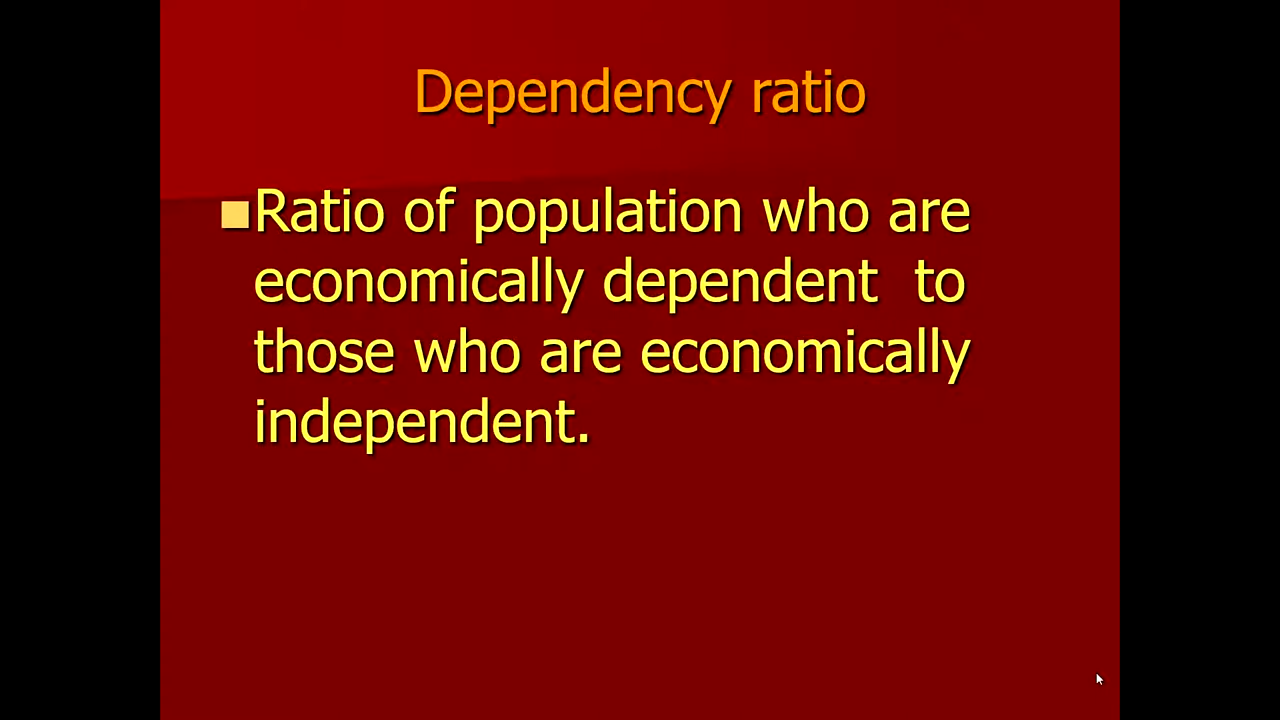 Dependency ratio
Ratio of population who are
economically dependent  to
those who are economically
independent.